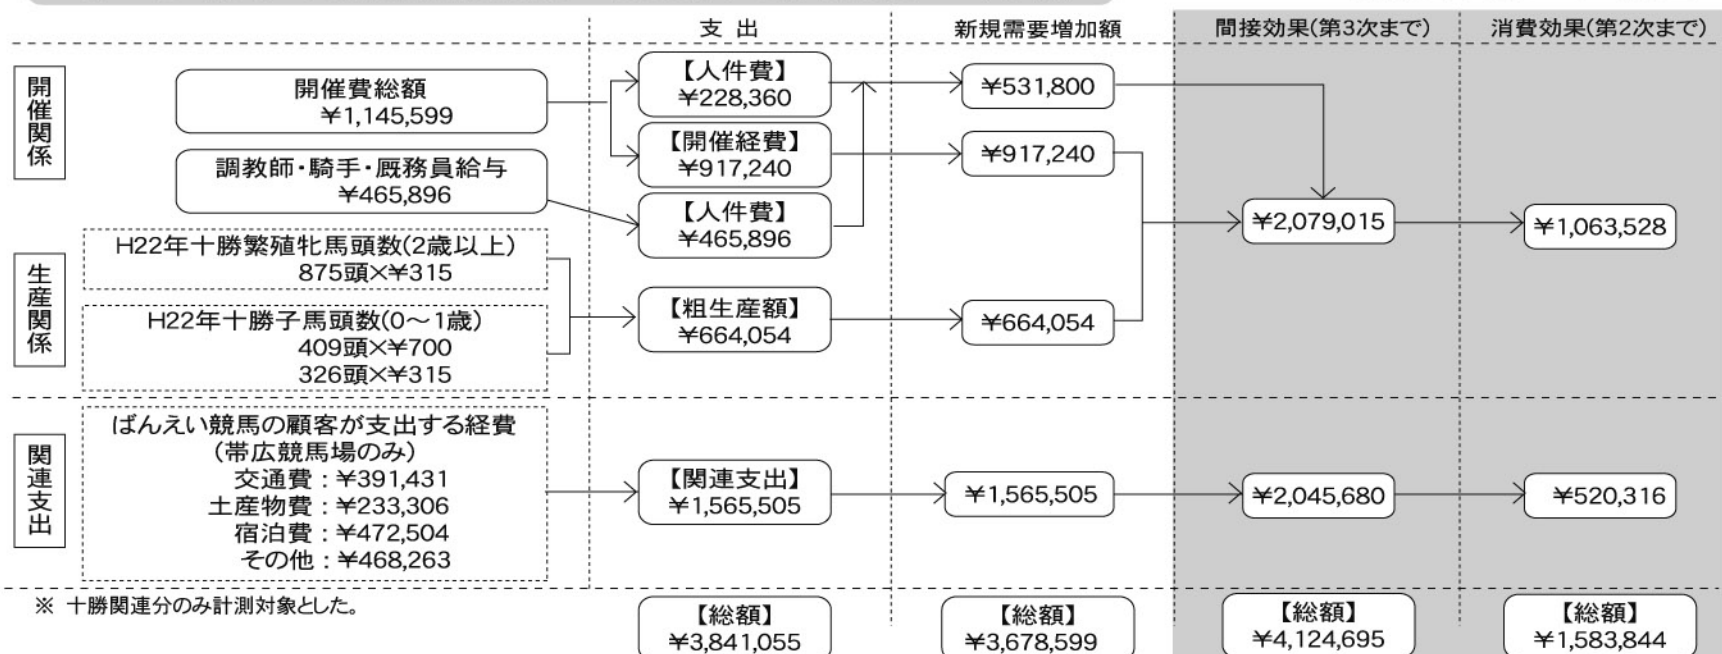 支 出
新規需要増加額
間接効果(第3次まで)
消費効果(第2次まで)
開催関係
開催費総額
¥1,145,599
調教師・騎手・厩務員給与
¥465,896
【人件費】
¥228,360
【開催経費】
¥917,240
【人件費】
¥465,896
¥531,800
¥917,240
¥2,079,015
¥1,063,528
生産関係
H22年十勝繁殖牝馬頭数(2歳以上)
875頭×¥315
H22年十勝子馬頭数(0〜1歳)
409頭×¥700
326頭×¥315
【粗生産額】
¥664,054
¥664,054
関連支出
ばんえい競馬の顧客が支出する経費
(帯広競馬場のみ)
交通費：¥391,431
土産物費：¥233,306
宿泊費：¥472,504
その他：¥468,263
【関連支出】
¥1,565,505
¥1,565,505
¥2,045,680
¥520,316
※ 十勝関連分のみ計測対象とした。
【総額】
¥3,841,055
【総額】
¥3,678,599
【総額】
¥4,124,695
【総額】
¥1,583,844